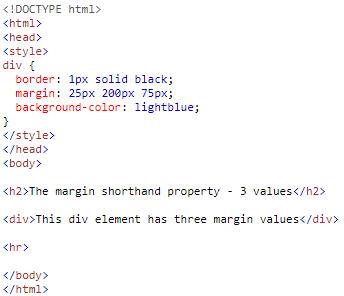 <!DOCTYPE html>
<html>
<head>
<style>
div {
  border: 1px solid black;
  margin: 25px 200px 75px;
  background-color: lightblue;
}
</style>
</head>
<body>

<h2>The margin shorthand property - 3 values</h2>

<div>This div element has three margin values</div>

<hr>

</body>
</html>